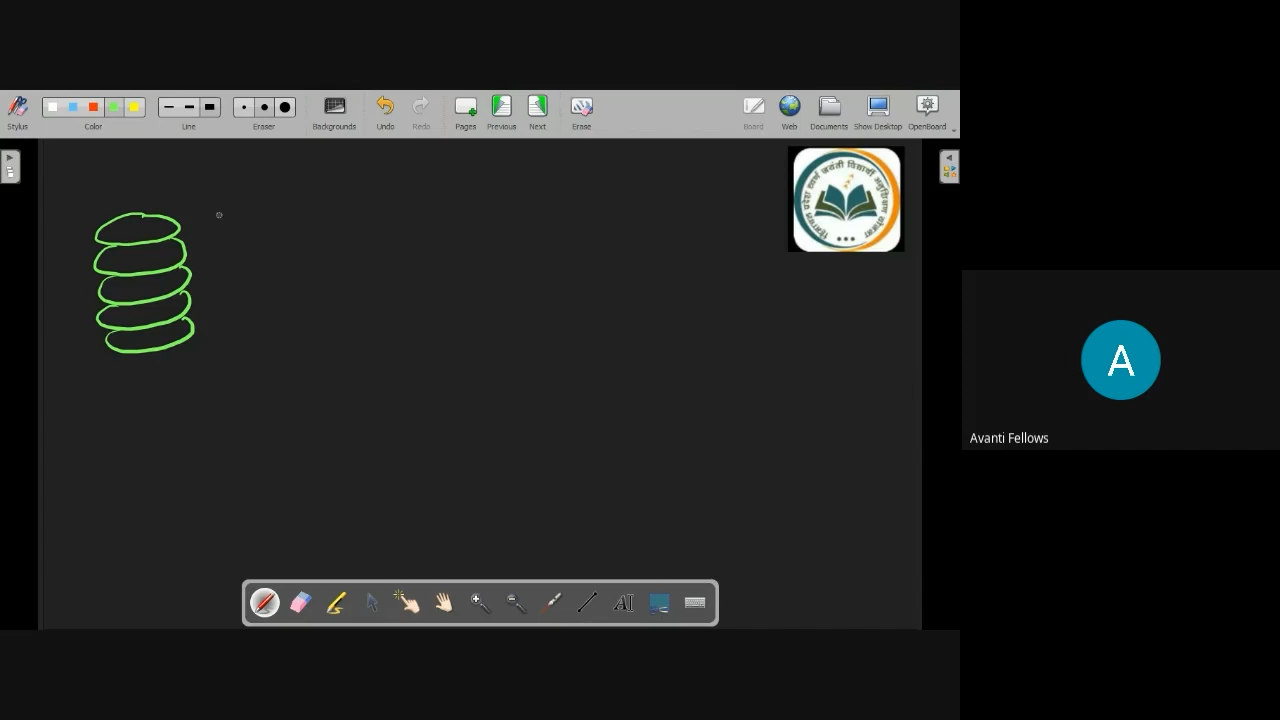 Stylus Color Line Eraser Backgrounds Undo Redo Pages Previous Next Erase Board Web Documents Show Desktop OpenBoard
A
Avanti Fellows
AI